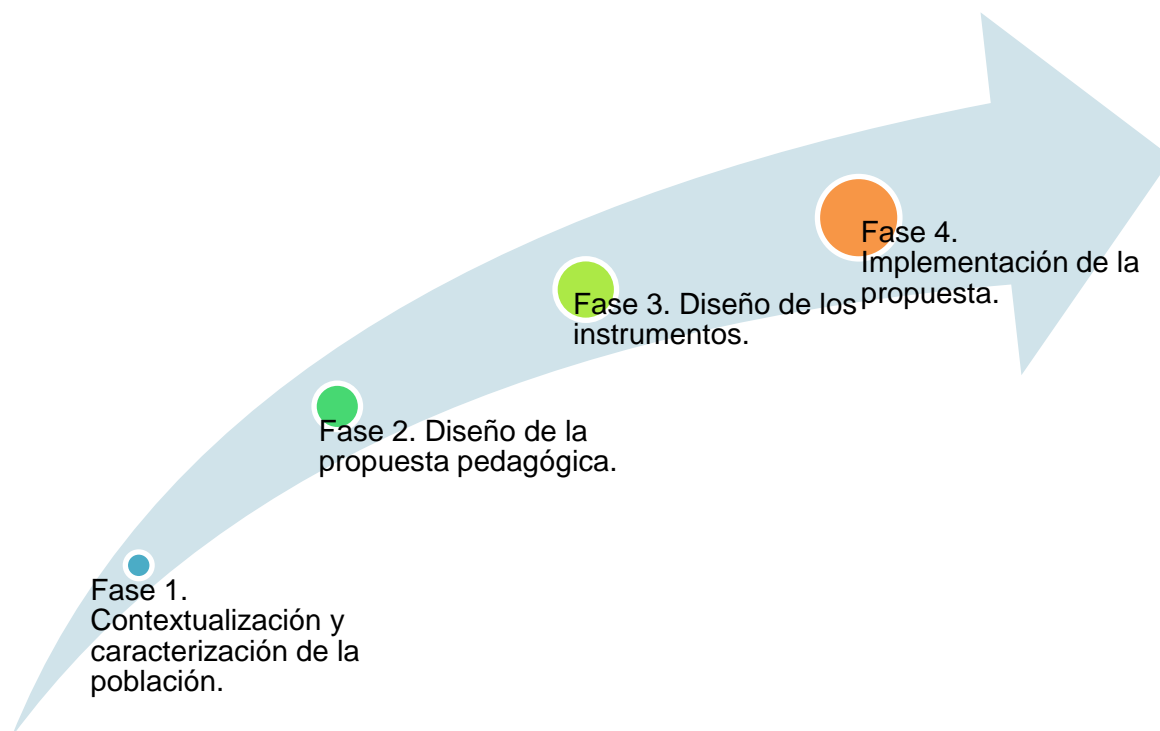 Fase 1.
Contextualización y
caracterización de la
población.
Fase 2. Diseño de la
propuesta pedagógica.
Fase 3. Diseño de los
instrumentos.
Fase 4.
Implementación de la
propuesta.